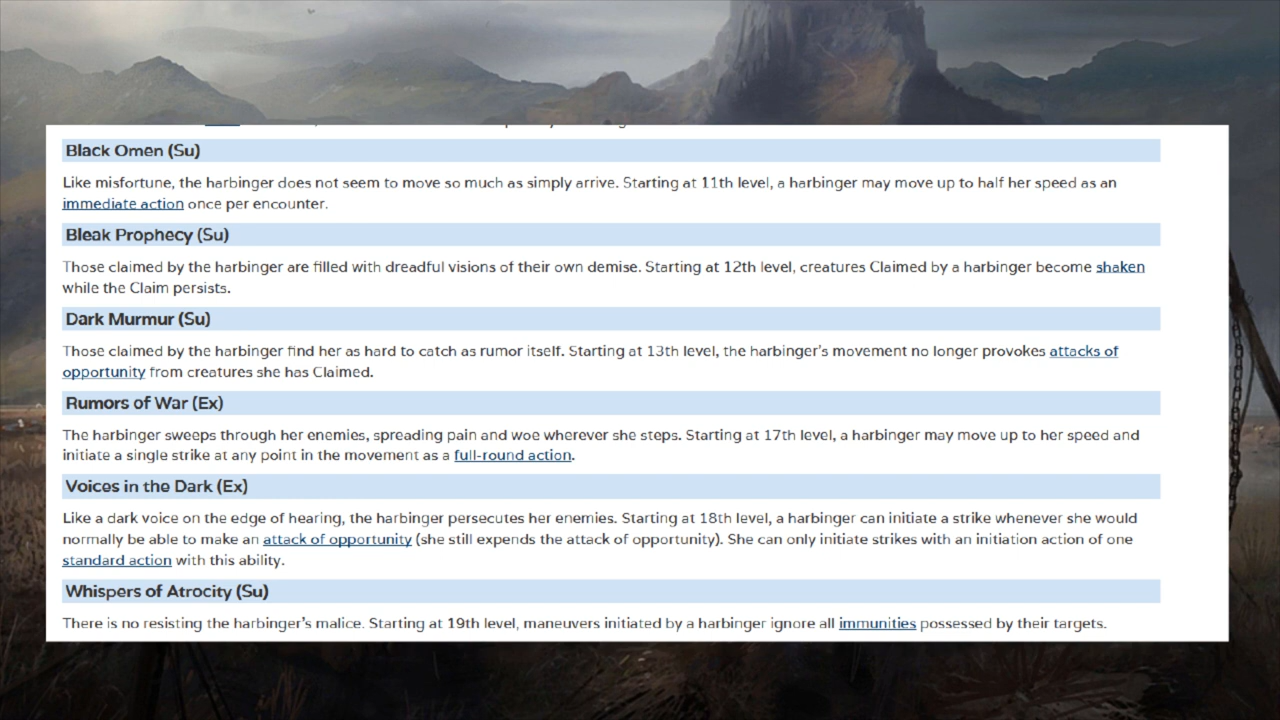 Black Omen (Su)
Like misfortune, the harbinger does not seem to move so much as simply arrive. Starting at 11th level, a harbinger may move up to half her speed as an
immediate action once per encounter.
Bleak Prophecy (Su)
Those claimed by the harbinger are filled with dreadful visions of their own demise. Starting at 12th level, creatures Claimed by a harbinger become shaken
while the Claim persists.
Dark Murmur (Su)
Those claimed by the harbinger find her as hard to catch as rumor itself. Starting at 13th level, the harbinger's movement no longer provokes attacks of
opportunity from creatures she has Claimed.
Rumors of War (Ex)
The harbinger sweeps through her enemies, spreading pain and woe wherever she steps. Starting at 17th level, a harbinger may move up to her speed and
initiate a single strike at any point in the movement as a full-round action.
Voices in the Dark (Ex)
Like a dark voice on the edge of hearing, the harbinger persecutes her enemies. Starting at 18th level, a harbinger can initiate a strike whenever she would
normally be able to make an attack of opportunity (she still expends the attack of opportunity). She can only initiate strikes with an initiation action of one
standard action with this ability.
Whispers of Atrocity (Su)
There is no resisting the harbinger's malice. Starting at 19th level, maneuvers initiated by a harbinger ignore all immunities possessed by their targets.